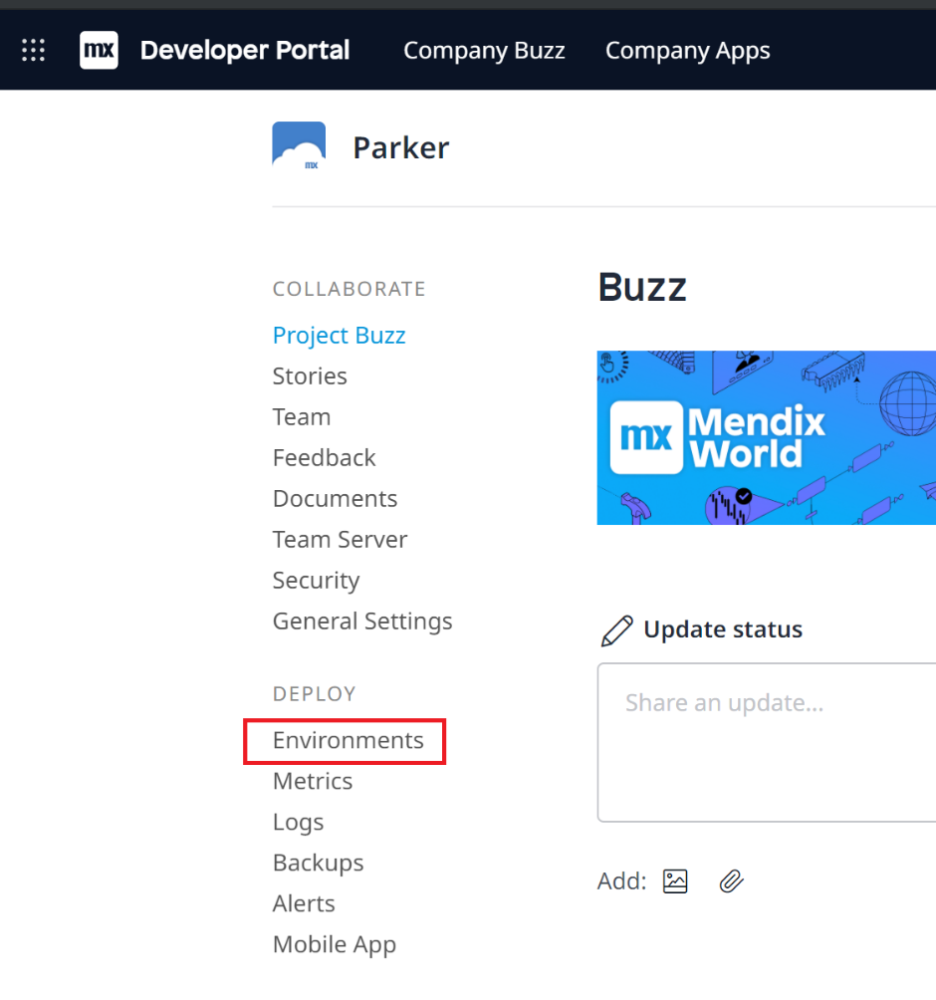 mx Developer Portal Company Buzz Company Apps
mx Parker
COLLABORATE
Project Buzz
Stories
Team
Feedback
Documents
Team Server
Security
General Settings
DEPLOY
Environments
Metrics
Logs
Backups
Alerts
Mobile App
Buzz
mx Mendix
World
Update status
Share an update...
Add: